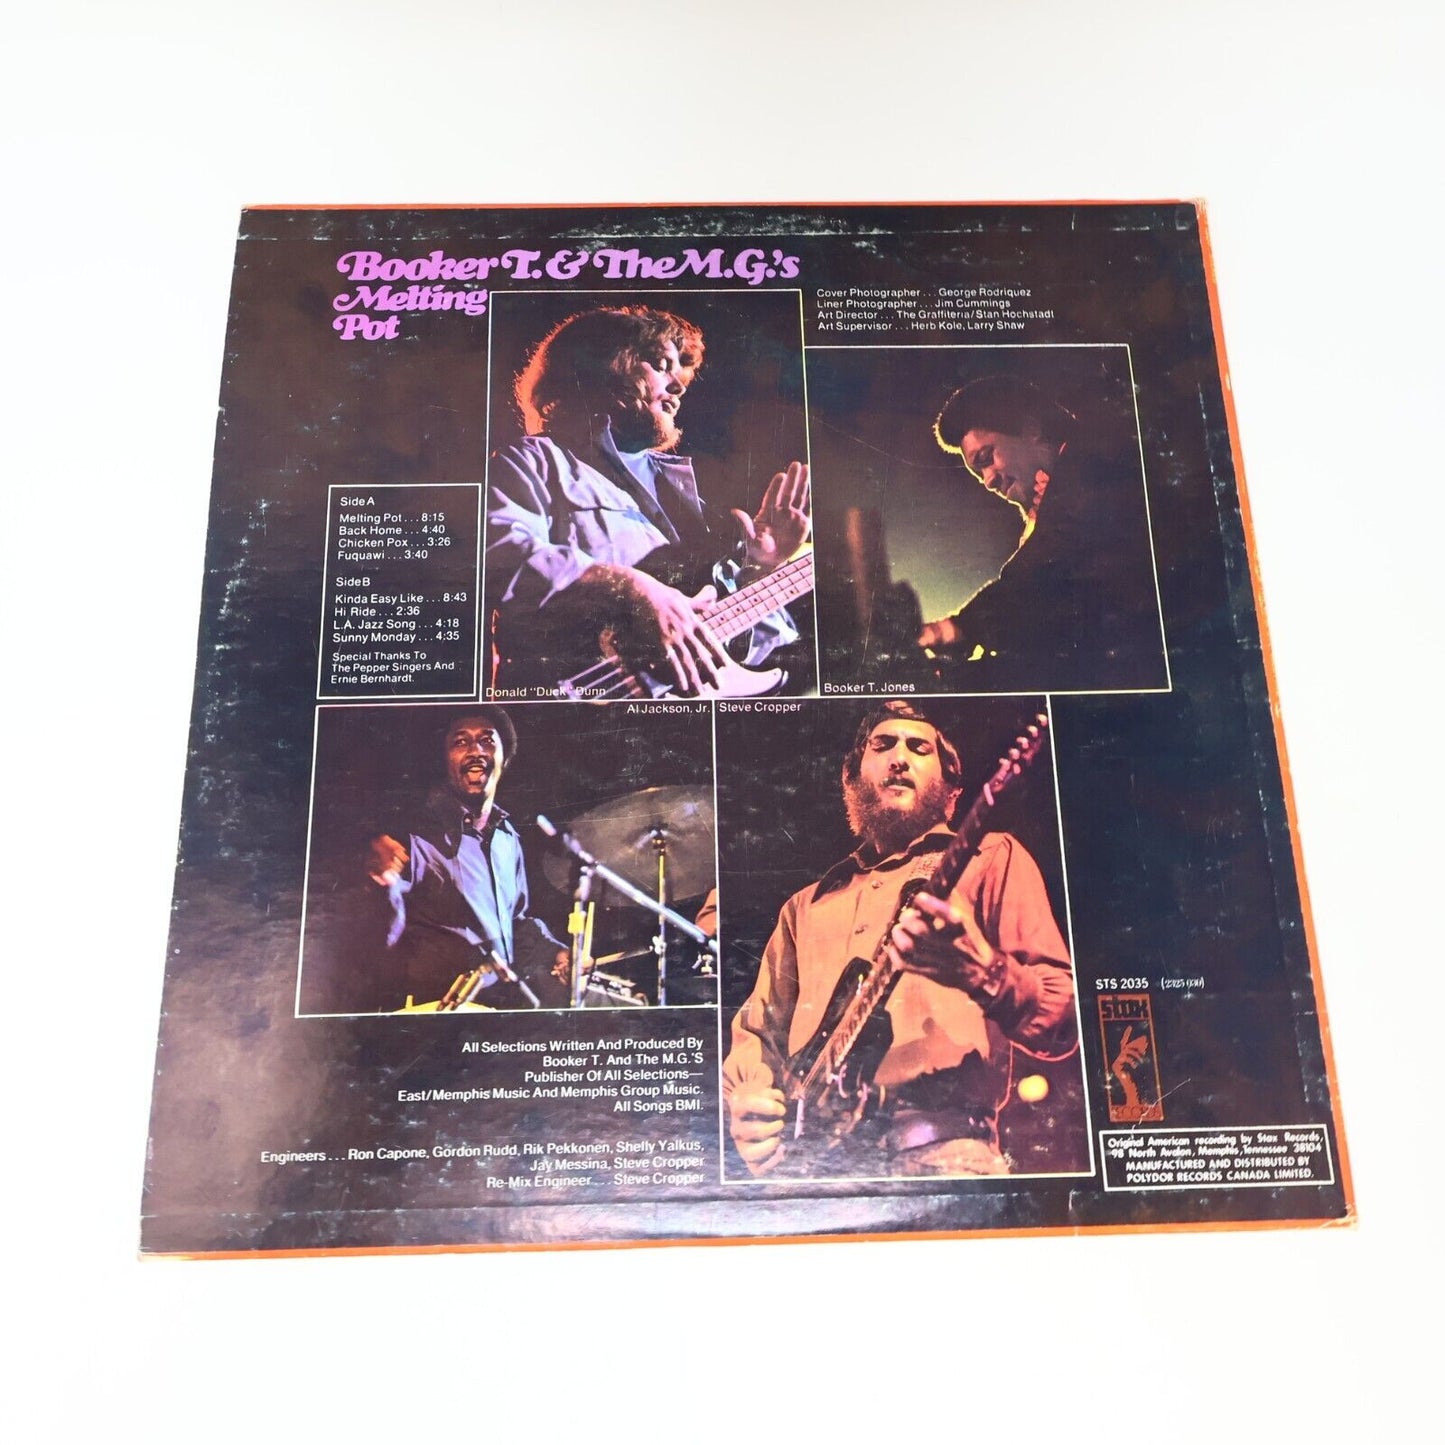 Booker T. & The M.G.'s
Melting
Pot
Cover Photographer . . . George Rodriquez
Liner Photographer . . . Jim Cummings
Art Director . . . The Graffiteria/Stan Hochstadt
Art Supervisor . . . Herb Kole, Larry Shaw
Side A
Melting Pot . . . 8:15
Back Home . . . 4:40
Chicken Pox . . . 3:26
Fuquawi . . . 3:40
Side B
Kinda Easy Like . . . 8:43
Hi Ride . . . 2:36
L.A. Jazz Song . . . 4:18
Sunny Monday . . . 4:35
Special Thanks To
The Pepper Singers And
Ernie Bernhardt.
Donald "Duck" Dunn
Booker T. Jones
Al Jackson, Jr.
Steve Cropper
All Selections Written And Produced By
Booker T. And The M.G.'S
Publisher Of All Selections—
East/Memphis Music And Memphis Group Music.
All Songs BMI.
Engineers . . . Ron Capone, Gordon Rudd, Rik Pekkonen, Shelly Yakus,
Jay Messina, Steve Cropper
Re-Mix Engineer . . . Steve Cropper
STS 2035 (2325 030)
stax
RECORDS
Original American recording by Stax Records,
98 North Avalon, Memphis, Tennessee 38104
MANUFACTURED AND DISTRIBUTED BY
POLYDOR RECORDS CANADA LIMITED.